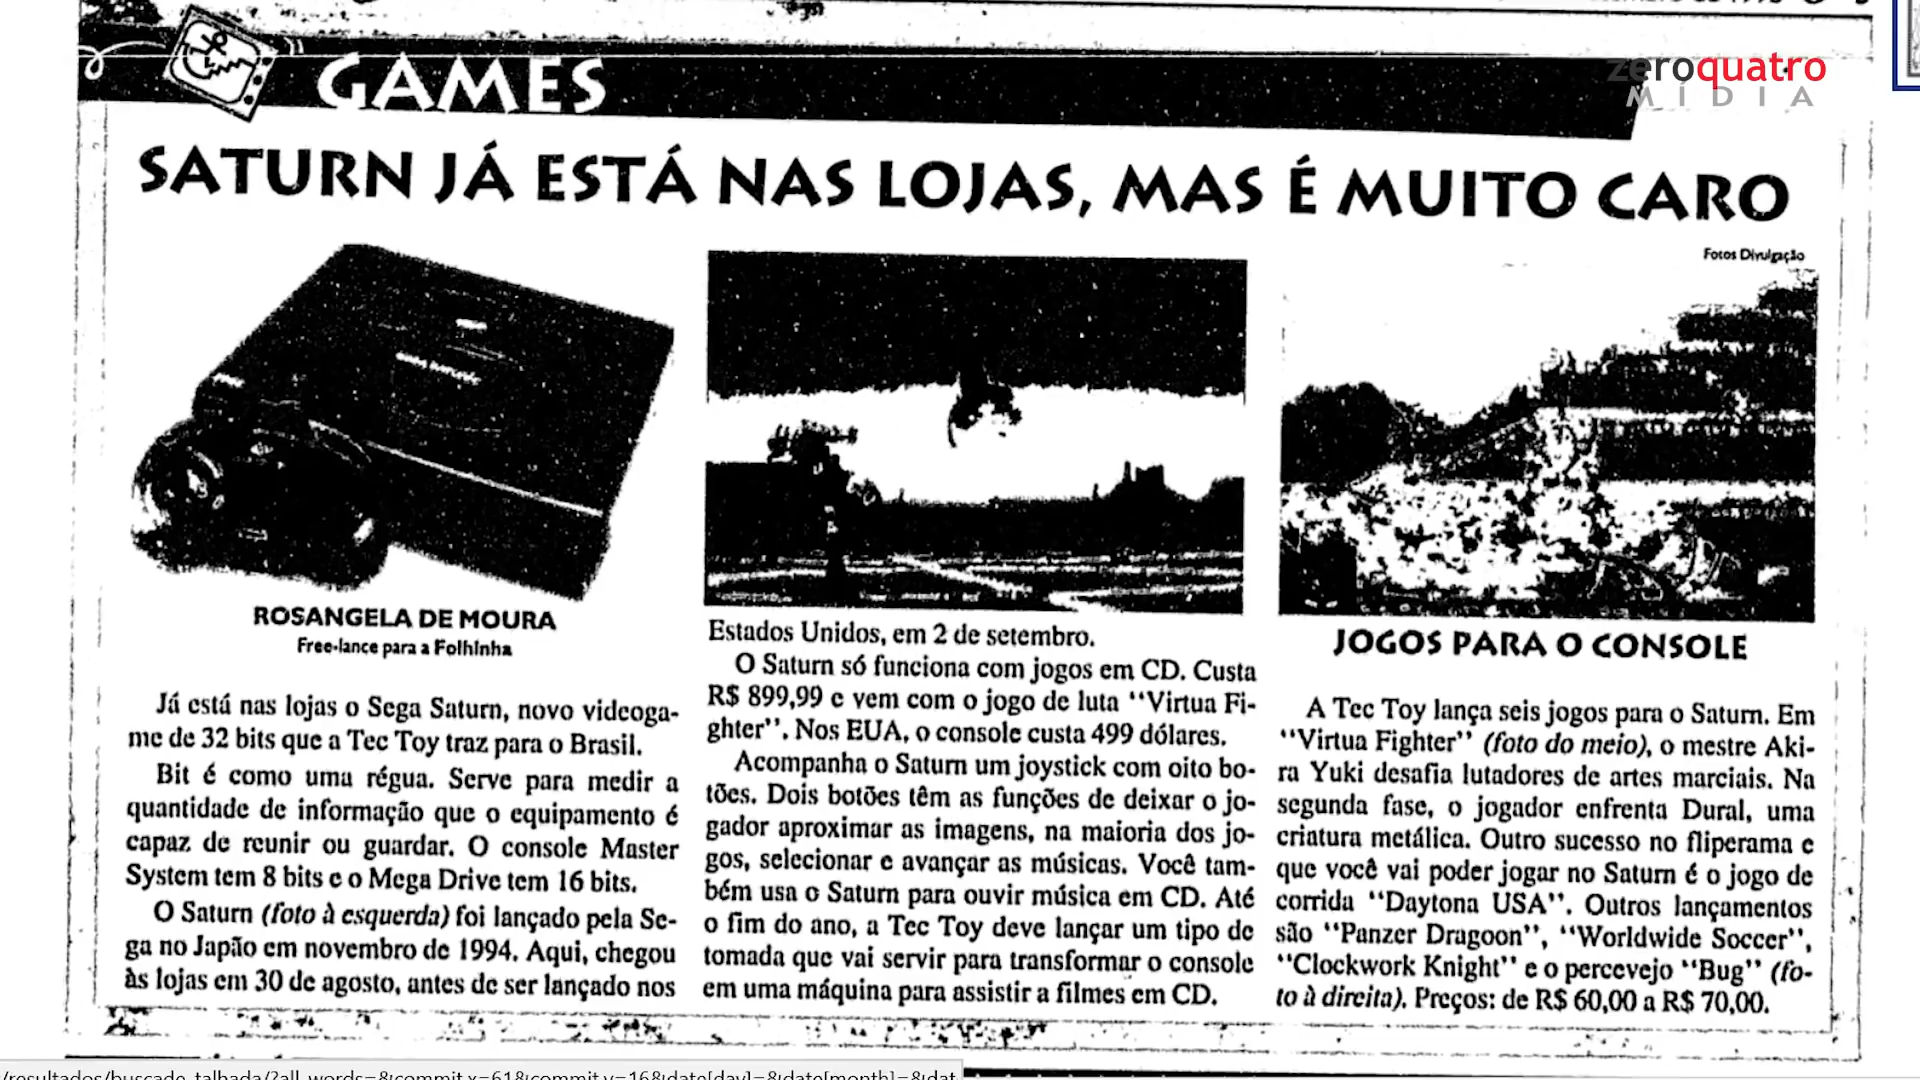 zeroquatro
MÍDIA
GAMES
SATURN JÁ ESTÁ NAS LOJAS, MAS É MUITO CARO
Fotos Divulgação
ROSANGELA DE MOURA
Free-lance para a Folhinha
Já está nas lojas o Sega Saturn, novo videoga-
me de 32 bits que a Tec Toy traz para o Brasil.
Bit é como uma régua. Serve para medir a
quantidade de informação que o equipamento é
capaz de reunir ou guardar. O console Master
System tem 8 bits e o Mega Drive tem 16 bits.
O Saturn (foto à esquerda) foi lançado pela Se-
ga no Japão em novembro de 1994. Aqui, chegou
às lojas em 30 de agosto, antes de ser lançado nos
Estados Unidos, em 2 de setembro.
O Saturn só funciona com jogos em CD. Custa
R$ 899,99 e vem com o jogo de luta "Virtua Fi-
ghter". Nos EUA, o console custa 499 dólares.
Acompanha o Saturn um joystick com oito bo-
tões. Dois botões têm as funções de deixar o jo-
gador aproximar as imagens, na maioria dos jo-
gos, selecionar e avançar as músicas. Você tam-
bém usa o Saturn para ouvir música em CD. Até
o fim do ano, a Tec Toy deve lançar um tipo de
tomada que vai servir para transformar o console
em uma máquina para assistir a filmes em CD.
JOGOS PARA O CONSOLE
A Tec Toy lança seis jogos para o Saturn. Em
"Virtua Fighter" (foto do meio), o mestre Aki-
ra Yuki desafia lutadores de artes marciais. Na
segunda fase, o jogador enfrenta Dural, uma
criatura metálica. Outro sucesso no fliperama e
que você vai poder jogar no Saturn é o jogo de
corrida "Daytona USA". Outros lançamentos
são "Panzer Dragoon", "Worldwide Soccer",
"Clockwork Knight" e o percevejo "Bug" (fo-
to à direita). Preços: de R$ 60,00 a R$ 70,00.